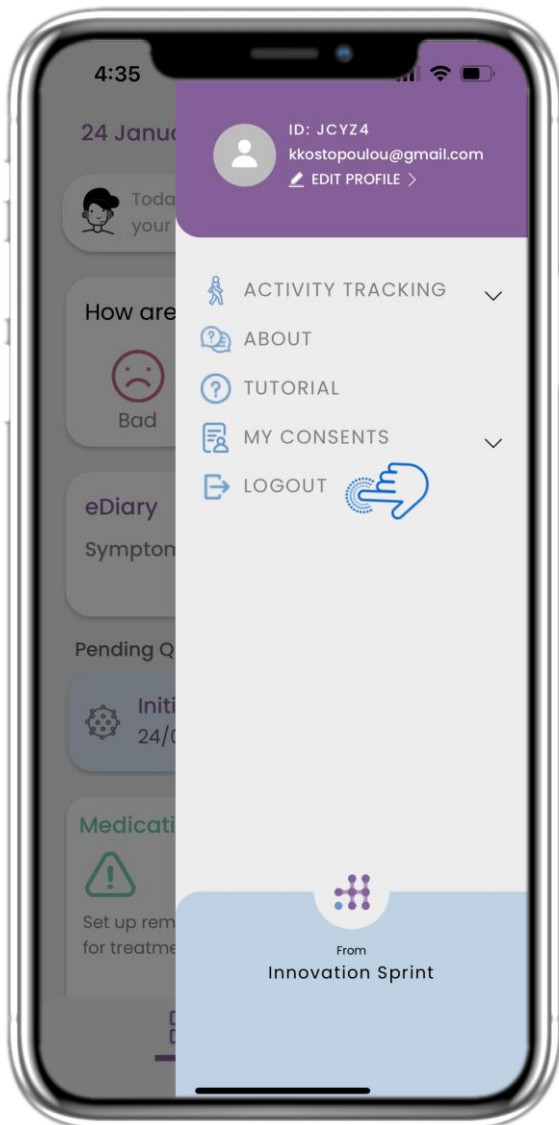 4:35
24 Janu
Toda
your
How are
Bad
eDiary
Symptom
Pending Q
Initi
24/0
Medicati
Set up rem
for treatme
ID: JCYZ4
kkostopoulou@gmail.com
EDIT PROFILE >
ACTIVITY TRACKING
ABOUT
TUTORIAL
MY CONSENTS
LOGOUT
From
Innovation Sprint